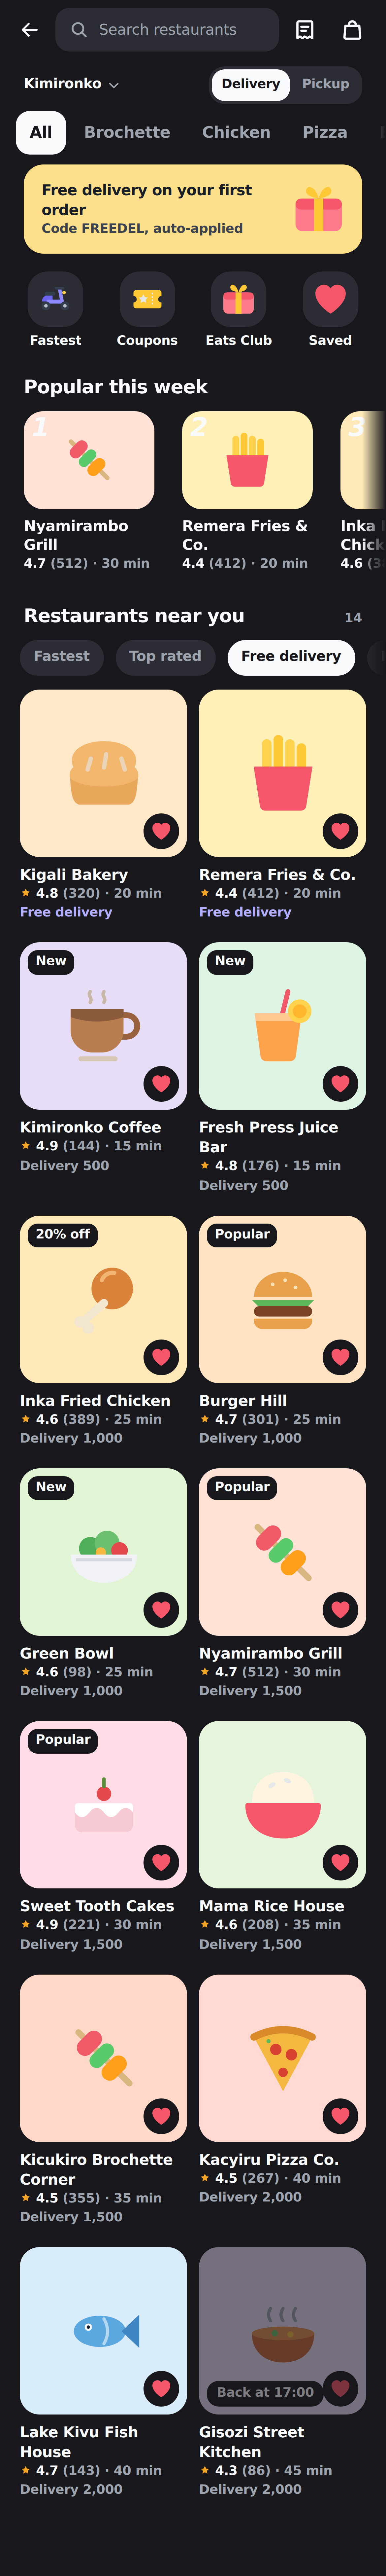 Search restaurants
Kimironko
Delivery
Pickup
All
Brochette
Chicken
Pizza
Free delivery on your first
order
Code FREEDEL, auto-applied
Fastest
Coupons
Eats Club
Saved
Popular this week
1
2
3
Nyamirambo
Grill
4.7 (512) · 30 min
Remera Fries &
Co.
4.4 (412) · 20 min
Inka
4.6
Restaurants near you
14
Fastest
Top rated
Free delivery
Kigali Bakery
4.8 (320) · 20 min
Free delivery
Remera Fries & Co.
4.4 (412) · 20 min
Free delivery
New
Kimironko Coffee
4.9 (144) · 15 min
Delivery 500
New
Fresh Press Juice
Bar
4.8 (176) · 15 min
Delivery 500
20% off
Inka Fried Chicken
4.6 (389) · 25 min
Delivery 1,000
Popular
Burger Hill
4.7 (301) · 25 min
Delivery 1,000
New
Green Bowl
4.6 (98) · 25 min
Delivery 1,000
Popular
Nyamirambo Grill
4.7 (512) · 30 min
Delivery 1,500
Popular
Sweet Tooth Cakes
4.9 (221) · 30 min
Delivery 1,500
Mama Rice House
4.6 (208) · 35 min
Delivery 1,500
Kicukiro Brochette
Corner
4.5 (355) · 35 min
Delivery 1,500
Kacyiru Pizza Co.
4.5 (267) · 40 min
Delivery 2,000
Lake Kivu Fish
House
4.7 (143) · 40 min
Delivery 2,000
Back at 17:00
Gisozi Street
Kitchen
4.3 (86) · 45 min
Delivery 2,000